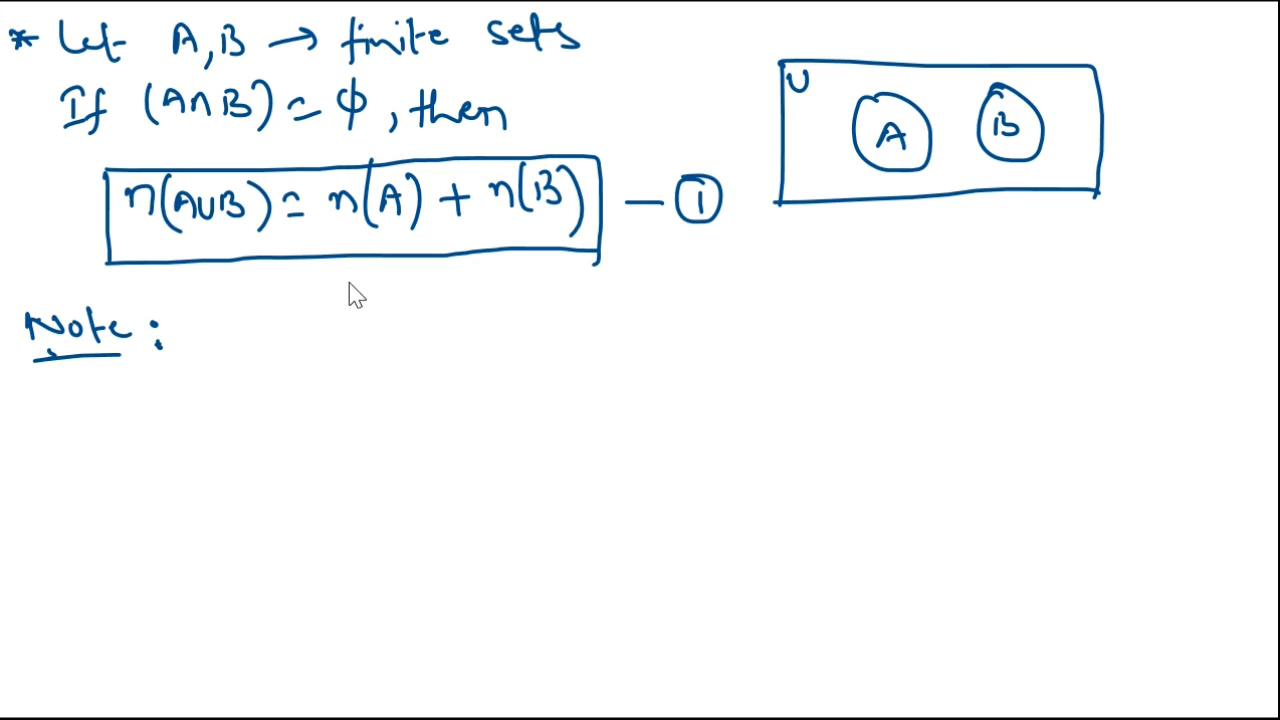 * Let A, B → finite sets
If (A∩B) = ϕ, then
n(A∪B) = n(A) + n(B) — ①
U
A
B
Note: